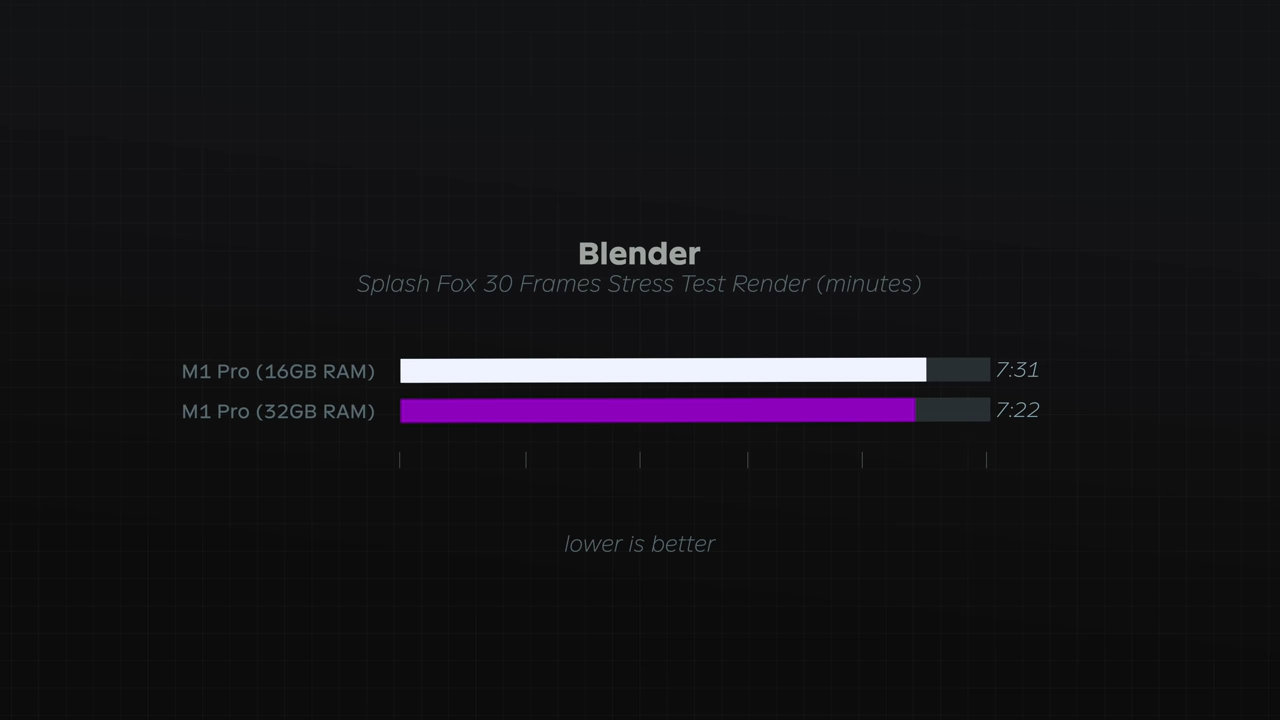 Blender
Splash Fox 30 Frames Stress Test Render (minutes)
M1 Pro (16GB RAM) 7:31
M1 Pro (32GB RAM) 7:22
lower is better